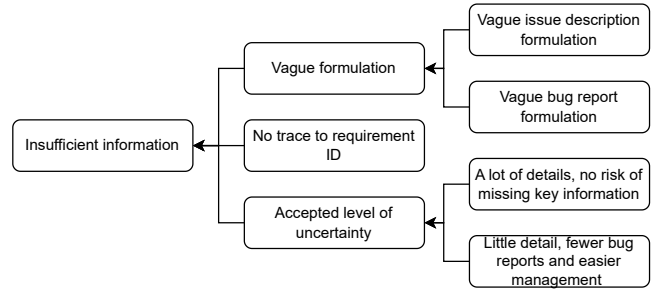 Vague issue description
formulation
Vague formulation
Vague bug report
formulation
Insufficient information
No trace to requirement
ID
A lot of details, no risk of
missing key information
Accepted level of
uncertainty
Little detail, fewer bug
reports and easier
management